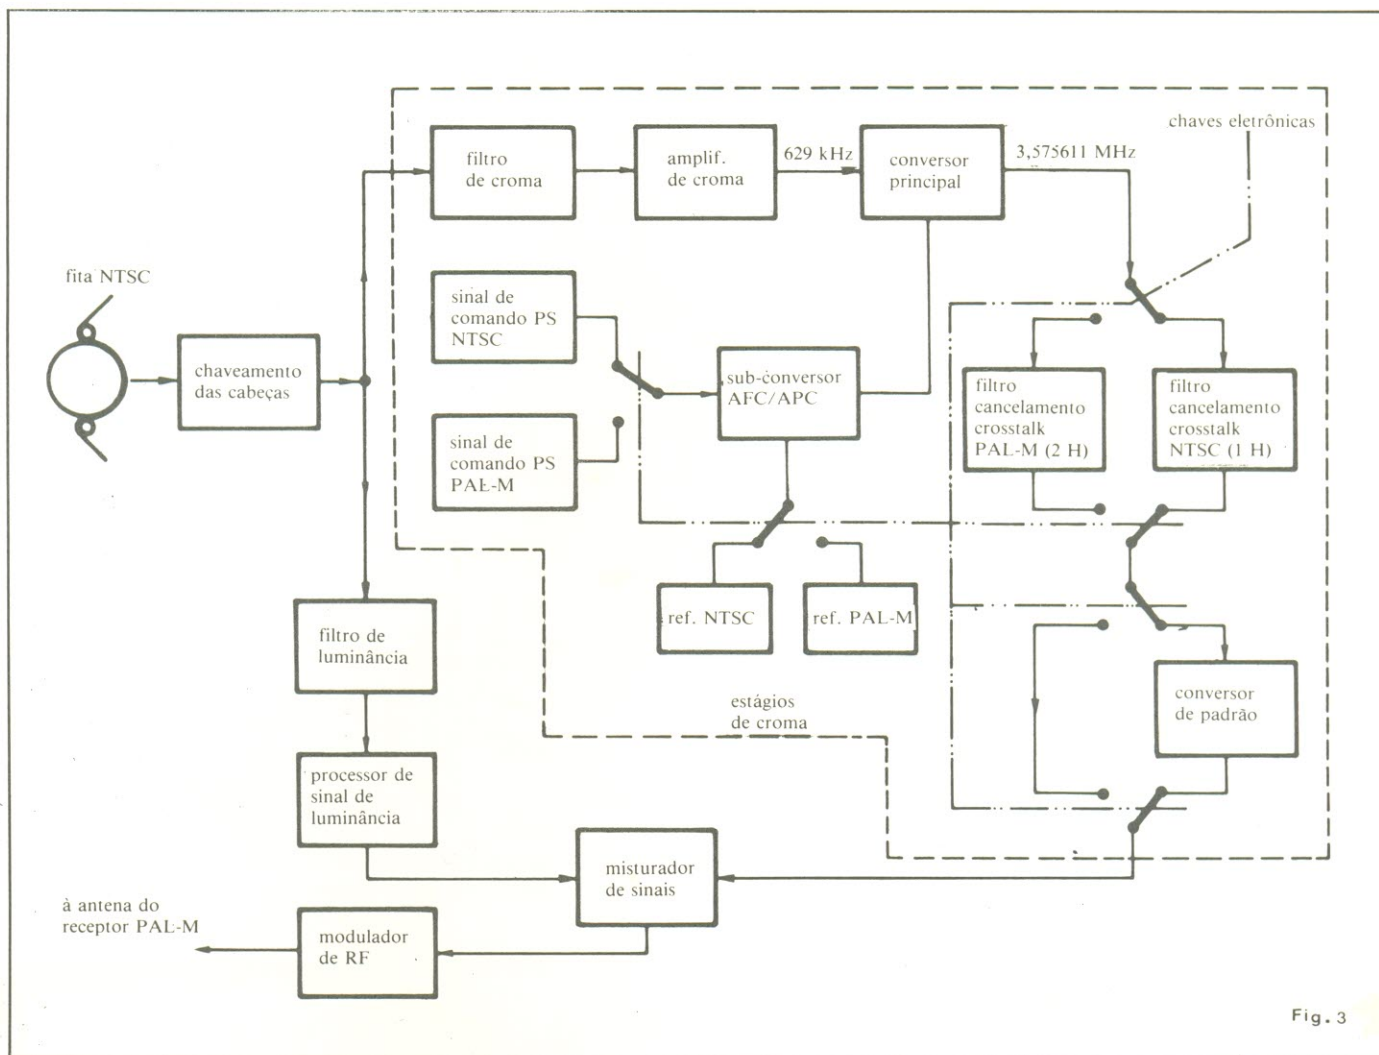 chaves eletrônicas
filtro
de croma
amplif.
de croma
629 kHz
conversor
principal
3,575611 MHz
fita NTSC
chaveamento
das cabeças
sinal de
comando PS
NTSC
sinal de
comando PS
PAL-M
sub-conversor
AFC/APC
filtro
cancelamento
crosstalk
PAL-M (2 H)
filtro
cancelamento
crosstalk
NTSC (1 H)
ref. NTSC
ref. PAL-M
filtro de
luminância
estágios
de croma
conversor
de padrão
processor de
sinal de
luminância
misturador
de sinais
à antena do
receptor PAL-M
modulador
de RF
Fig. 3